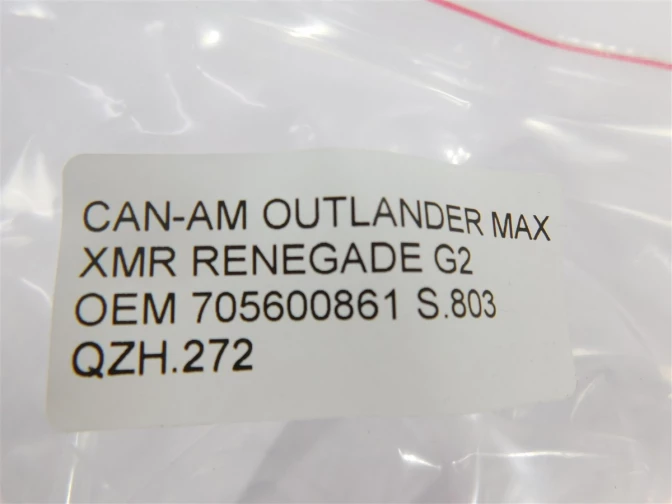 CAN-AM OUTLANDER MAX
XMR RENEGADE G2
OEM 705600861 S.803
QZH.272